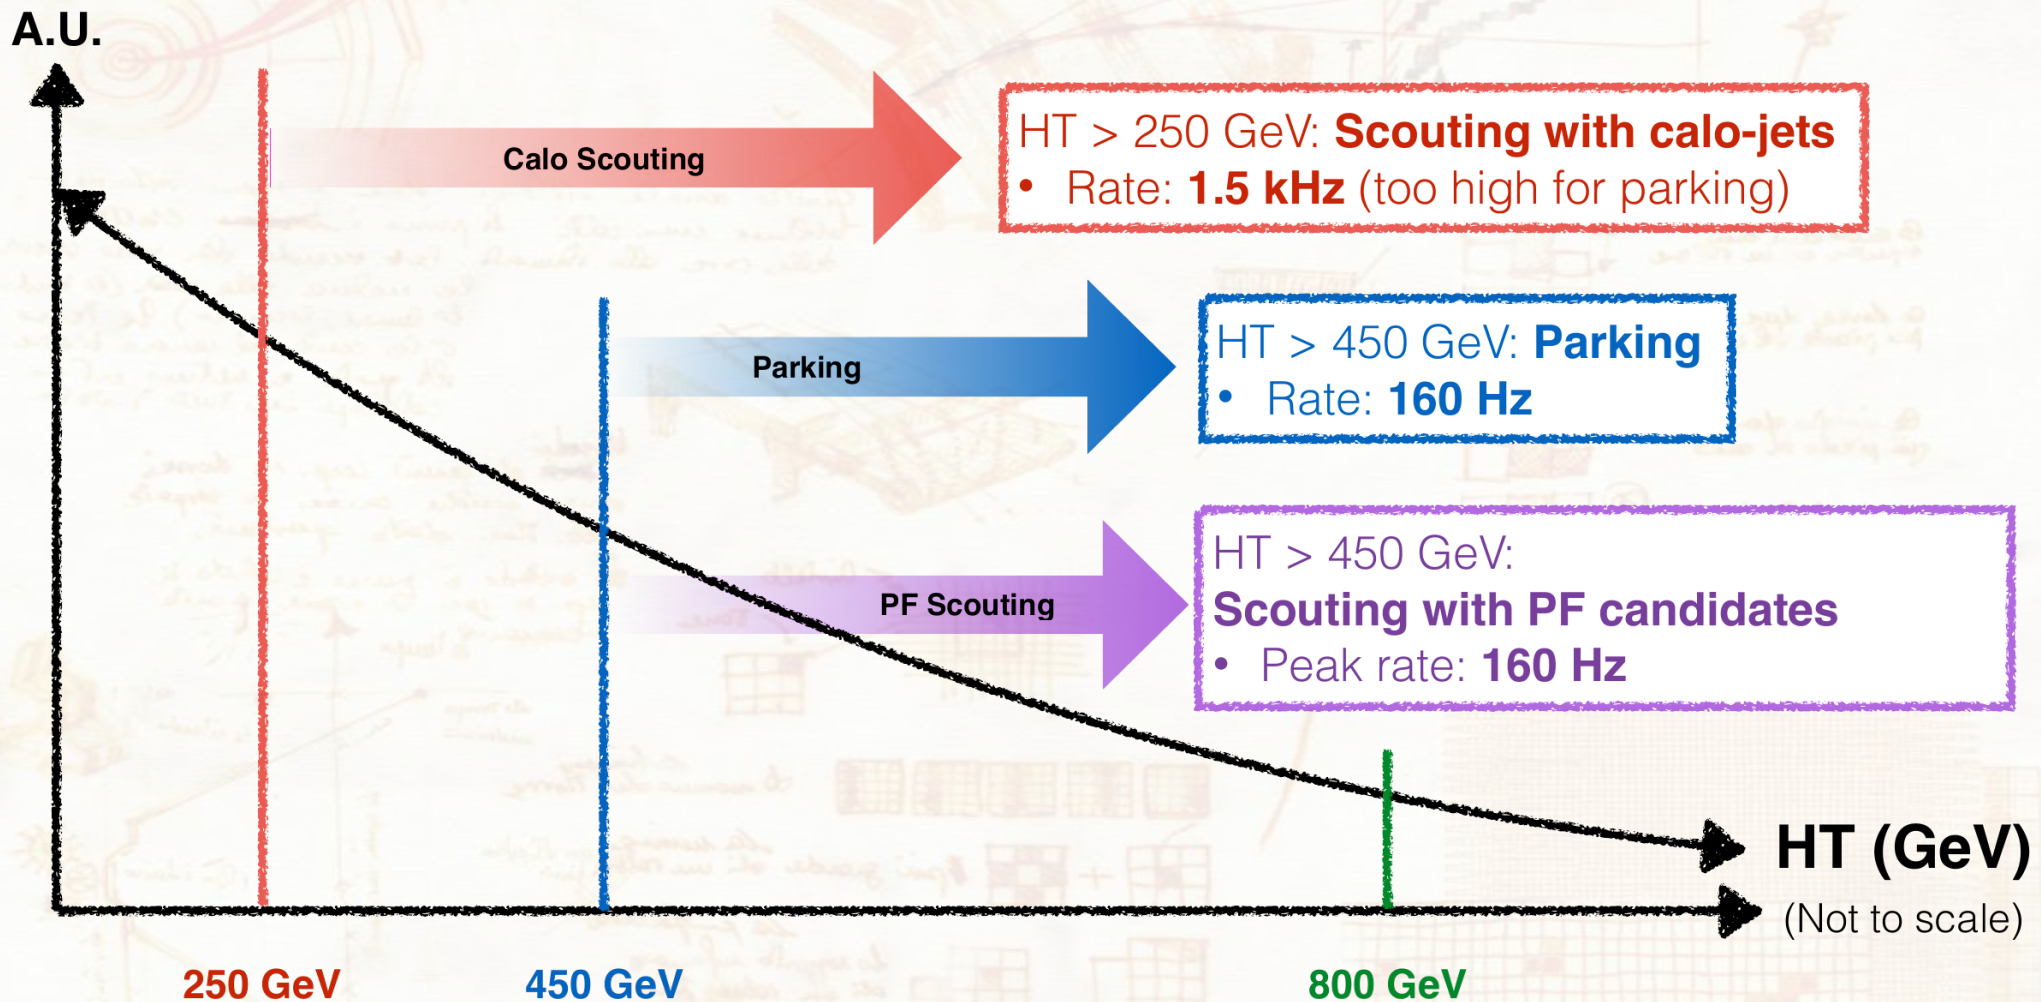 A.U.
Calo Scouting
HT > 250 GeV: Scouting with calo-jets
• Rate: 1.5 kHz (too high for parking)
Parking
HT > 450 GeV: Parking
• Rate: 160 Hz
PF Scouting
HT > 450 GeV:
Scouting with PF candidates
• Peak rate: 160 Hz
HT (GeV)
(Not to scale)
250 GeV
450 GeV
800 GeV